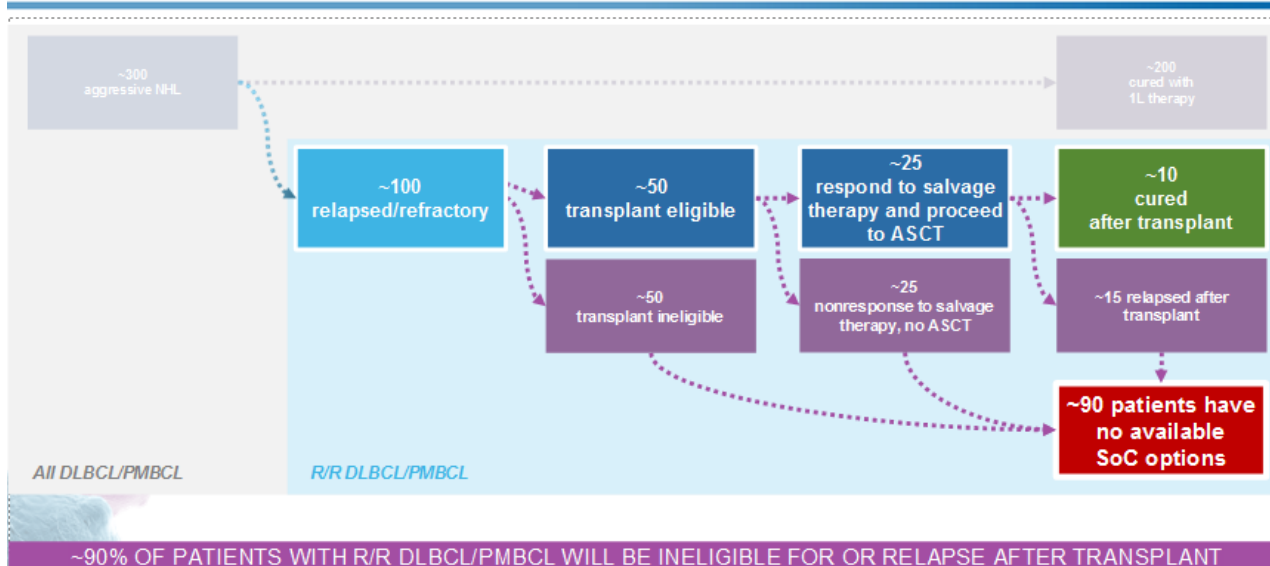 ~300
aggressive NHL
~200
cured with
1L therapy
~100
relapsed/refractory
~50
transplant eligible
~25
respond to salvage
therapy and proceed
to ASCT
~10
cured
after transplant
~50
transplant ineligible
~25
nonresponse to salvage
therapy, no ASCT
~15 relapsed after
transplant
~90 patients have
no available
SoC options
All DLBCL/PMBCL
R/R DLBCL/PMBCL
~90% OF PATIENTS WITH R/R DLBCL/PMBCL WILL BE INELIGIBLE FOR OR RELAPSE AFTER TRANSPLANT